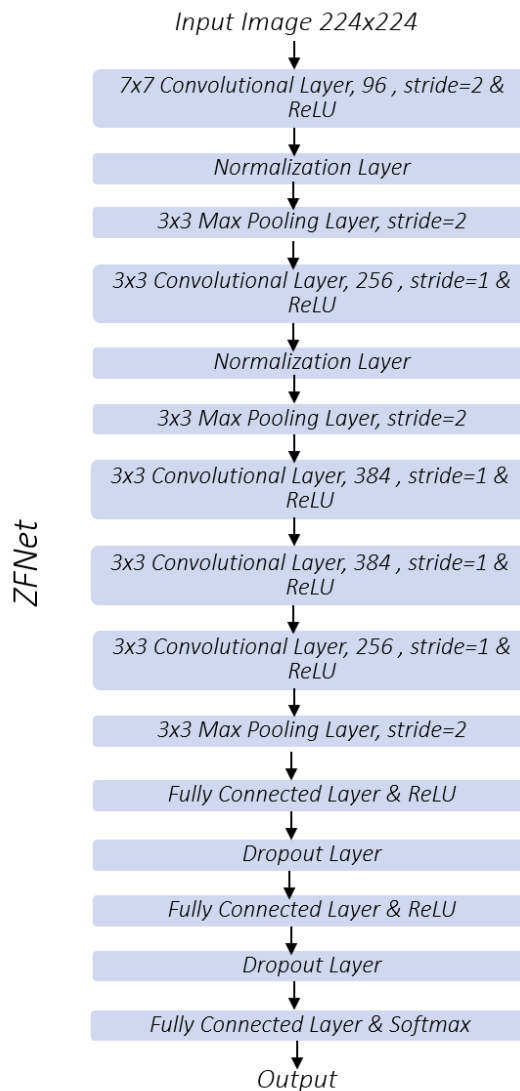 Input Image 224x224
7x7 Convolutional Layer, 96 , stride=2 &
ReLU
Normalization Layer
3x3 Max Pooling Layer, stride=2
3x3 Convolutional Layer, 256 , stride=1 &
ReLU
Normalization Layer
3x3 Max Pooling Layer, stride=2
3x3 Convolutional Layer, 384 , stride=1 &
ReLU
3x3 Convolutional Layer, 384 , stride=1 &
ReLU
3x3 Convolutional Layer, 256 , stride=1 &
ReLU
3x3 Max Pooling Layer, stride=2
Fully Connected Layer & ReLU
Dropout Layer
Fully Connected Layer & ReLU
Dropout Layer
Fully Connected Layer & Softmax
Output
ZFNet